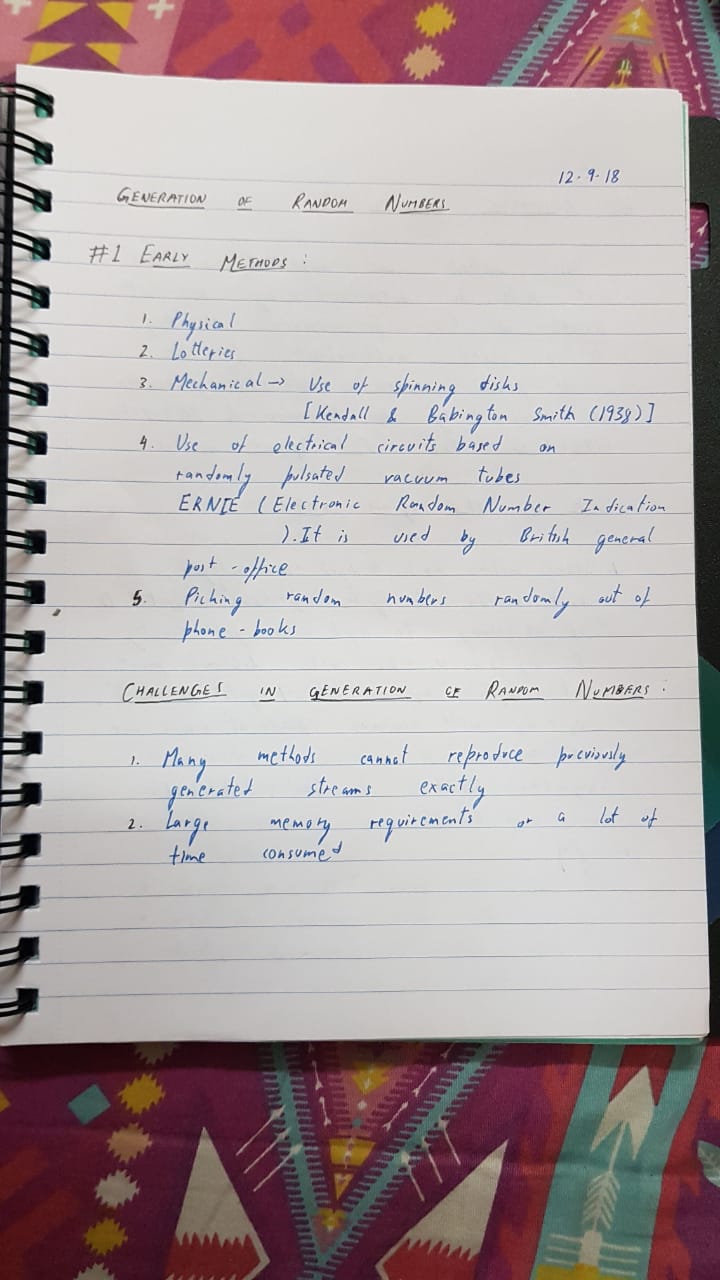 12.9.18
GENERATION OF RANDOM NUMBERS
#1 EARLY METHODS :
1. Physical
2. Lotteries
3. Mechanical → Use of spinning disks
[Kendall & Babington Smith (1938)]
4. Use of electrical circuits based on
randomly pulsated vacuum tubes
ERNIE (Electronic Random Number Indication
). It is used by British general
post-office
5. Picking random numbers randomly out of
phone-books
CHALLENGES IN GENERATION OF RANDOM NUMBERS :
1. Many methods cannot reproduce previously
generated streams exactly
2. Large memory requirements or a lot of
time consumed